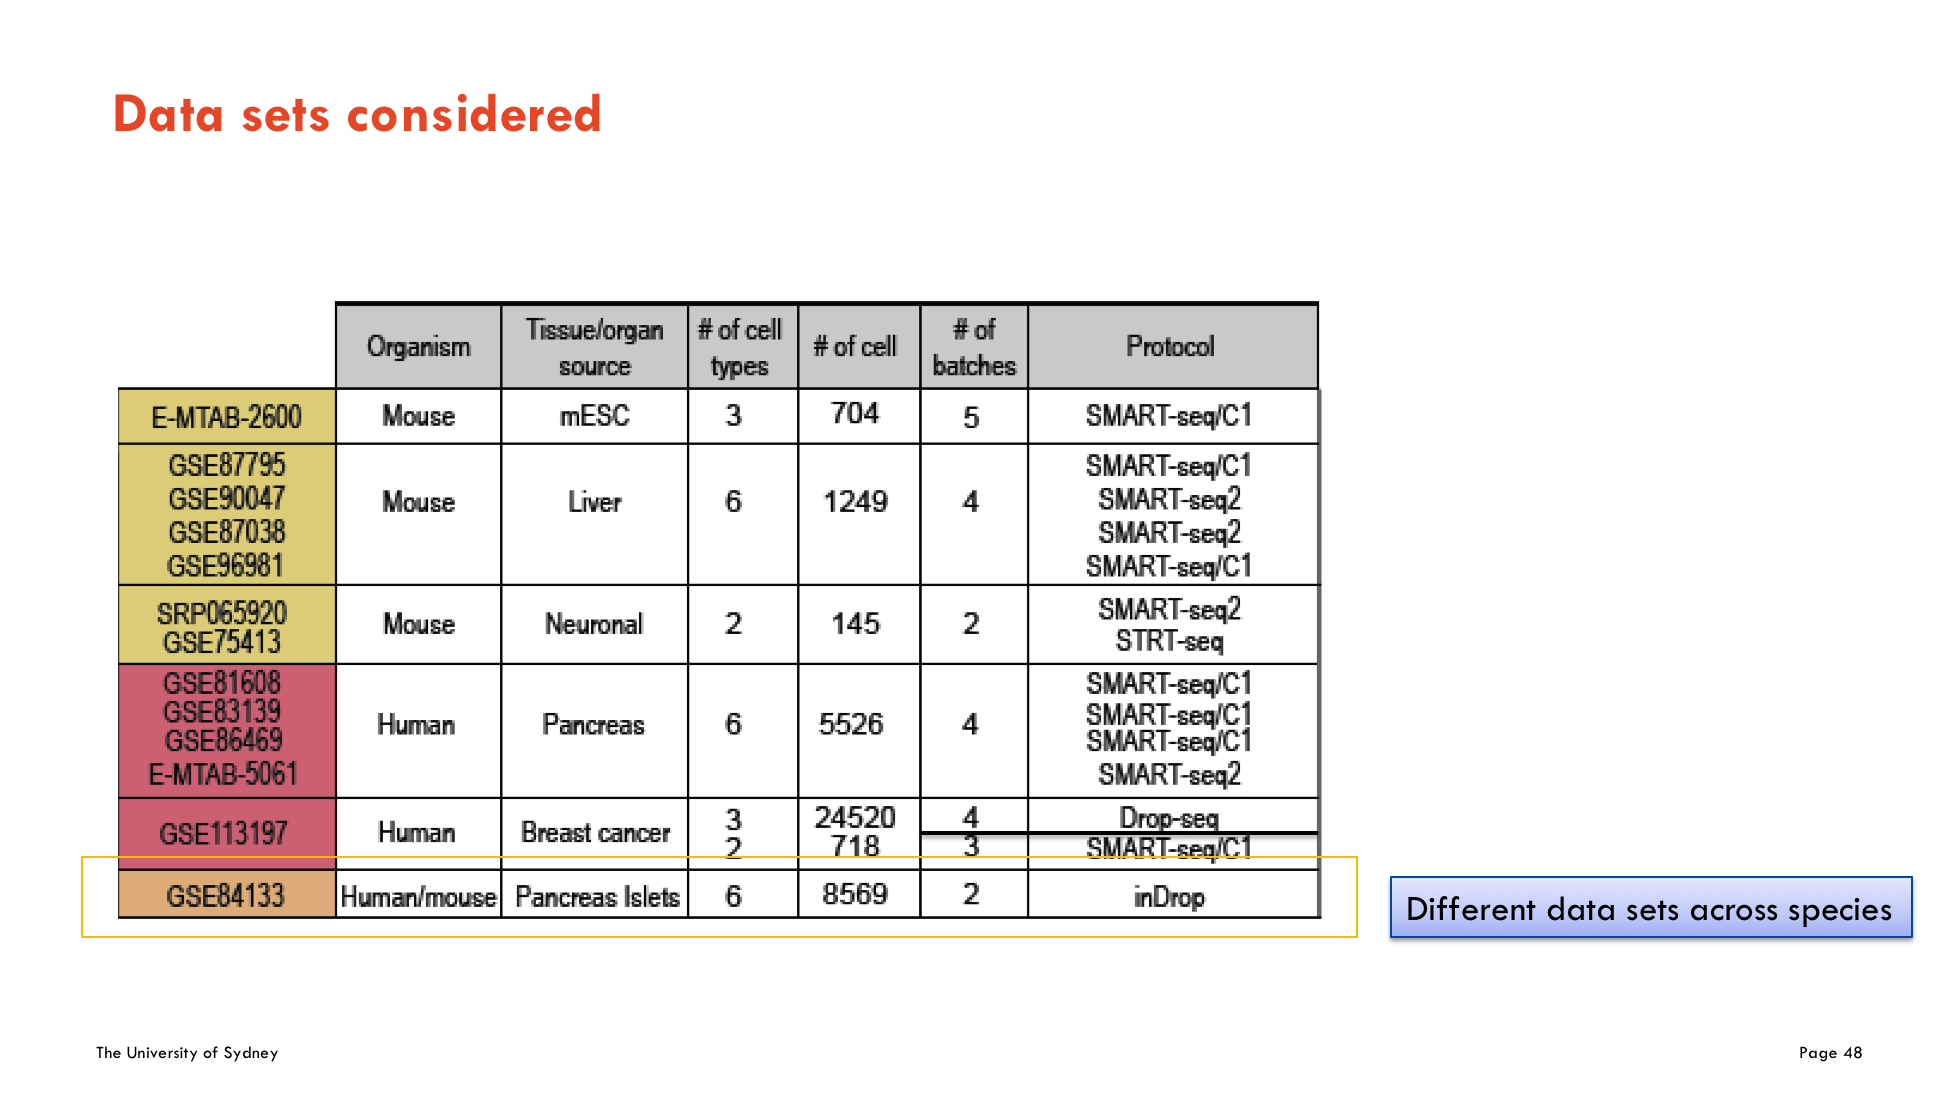 Data sets considered
Organism Tissue/organ source # of cell types # of cell # of batches Protocol
E-MTAB-2600 Mouse mESC 3 704 5 SMART-seq/C1
GSE87795 SMART-seq/C1
GSE90047 Mouse Liver 6 1249 4 SMART-seq2
GSE87038 SMART-seq2
GSE96981 SMART-seq/C1
SRP065920 SMART-seq2
Mouse Neuronal 2 145 2
GSE75413 STRT-seq
GSE81608 SMART-seq/C1
GSE83139 SMART-seq/C1
Human Pancreas 6 5526 4
GSE86469 SMART-seq/C1
E-MTAB-5061 SMART-seq2
3 24520 4 Drop-seq
GSE113197 Human Breast cancer
2 718 3 SMART-seq/C1
GSE84133 Human/mouse Pancreas Islets 6 8569 2 inDrop
Different data sets across species
The University of Sydney
Page 48